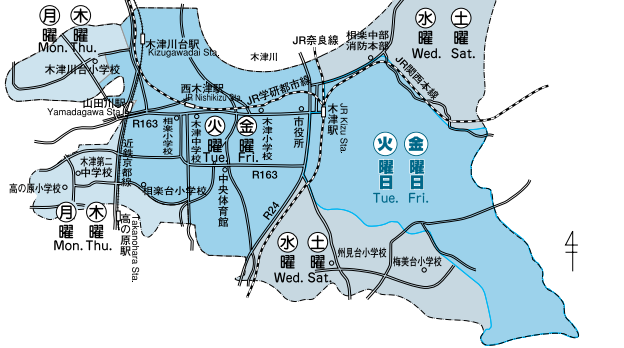 月 木
曜 曜
Mon. Thu.
木津川台駅
Kizugawadai Sta.
木津川
JR奈良線
相楽中部
消防本部
水 土
曜 曜
Wed. Sat.
木津川台小学校
西木津駅
JR Nishikizu Sta.
JR学研都市線
JR関西本線
山田川駅
Yamadagawa Sta.
R163
相楽小学校
木津中学校
火 金
曜 曜
Tue. Fri.
木津小学校
市役所
木津駅
JR Kizu Sta.
近鉄京都線
木津第二
中学校
高の原小学校
相楽台小学校
中央体育館
R163
火 金
曜 曜
日 日
Tue. Fri.
月 木
曜 曜
Mon. Thu.
高の原駅
Takanohara Sta.
R24
水 土
曜 曜
Wed. Sat.
州見台小学校
梅美台小学校